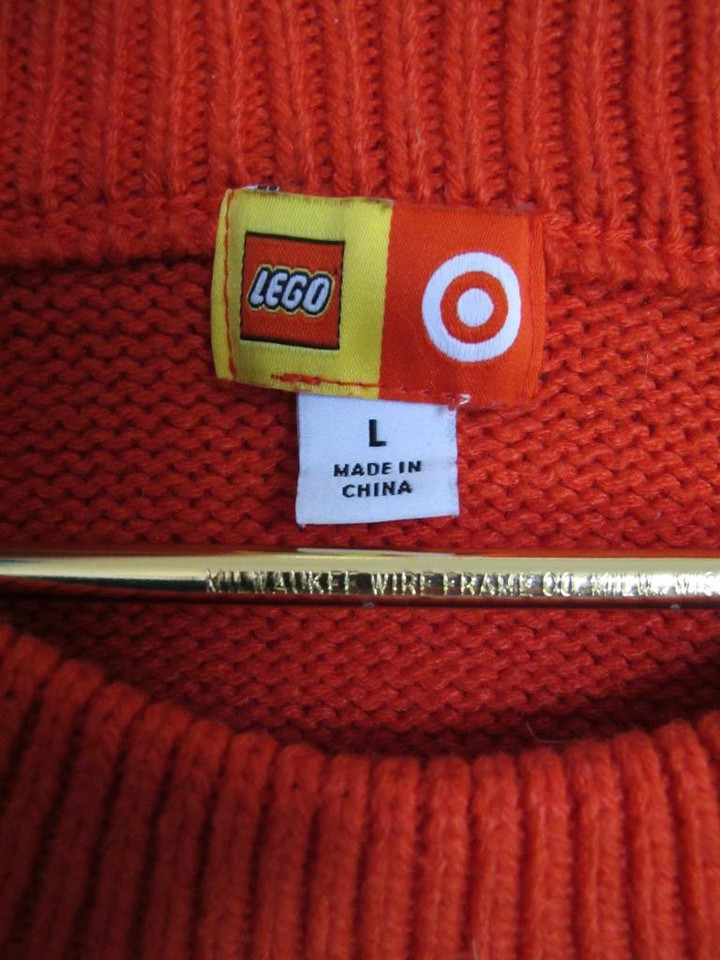 LEGO
L
MADE IN
CHINA
MILWAUKEE WIRE FRAME CO. MILW. WIS